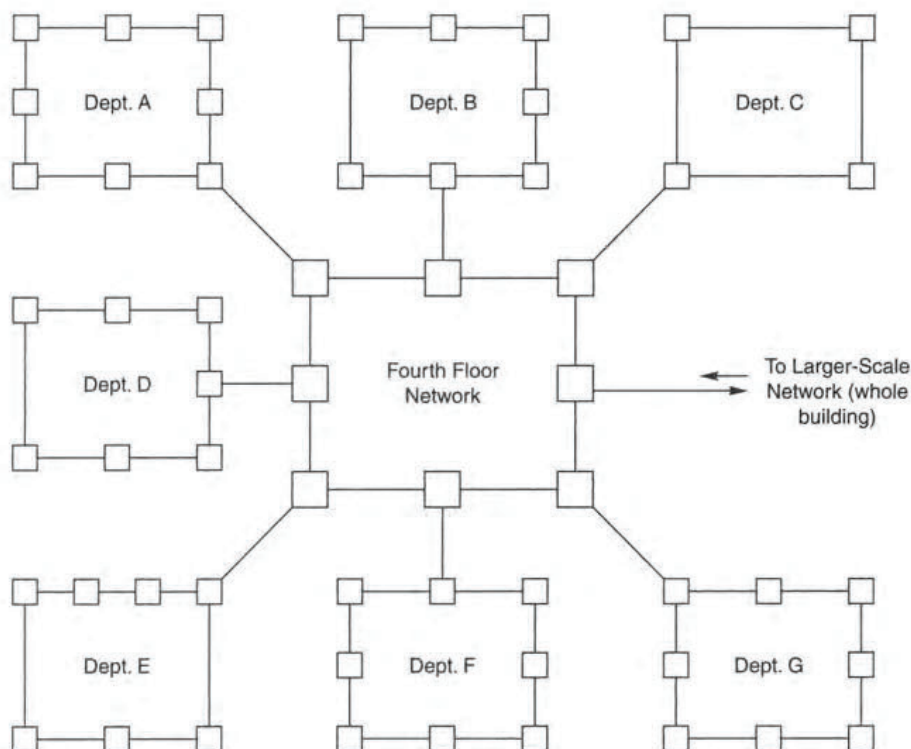 Dept. A
Dept. B
Dept. C
Dept. D
Fourth Floor
Network
To Larger-Scale
Network (whole
building)
Dept. E
Dept. F
Dept. G